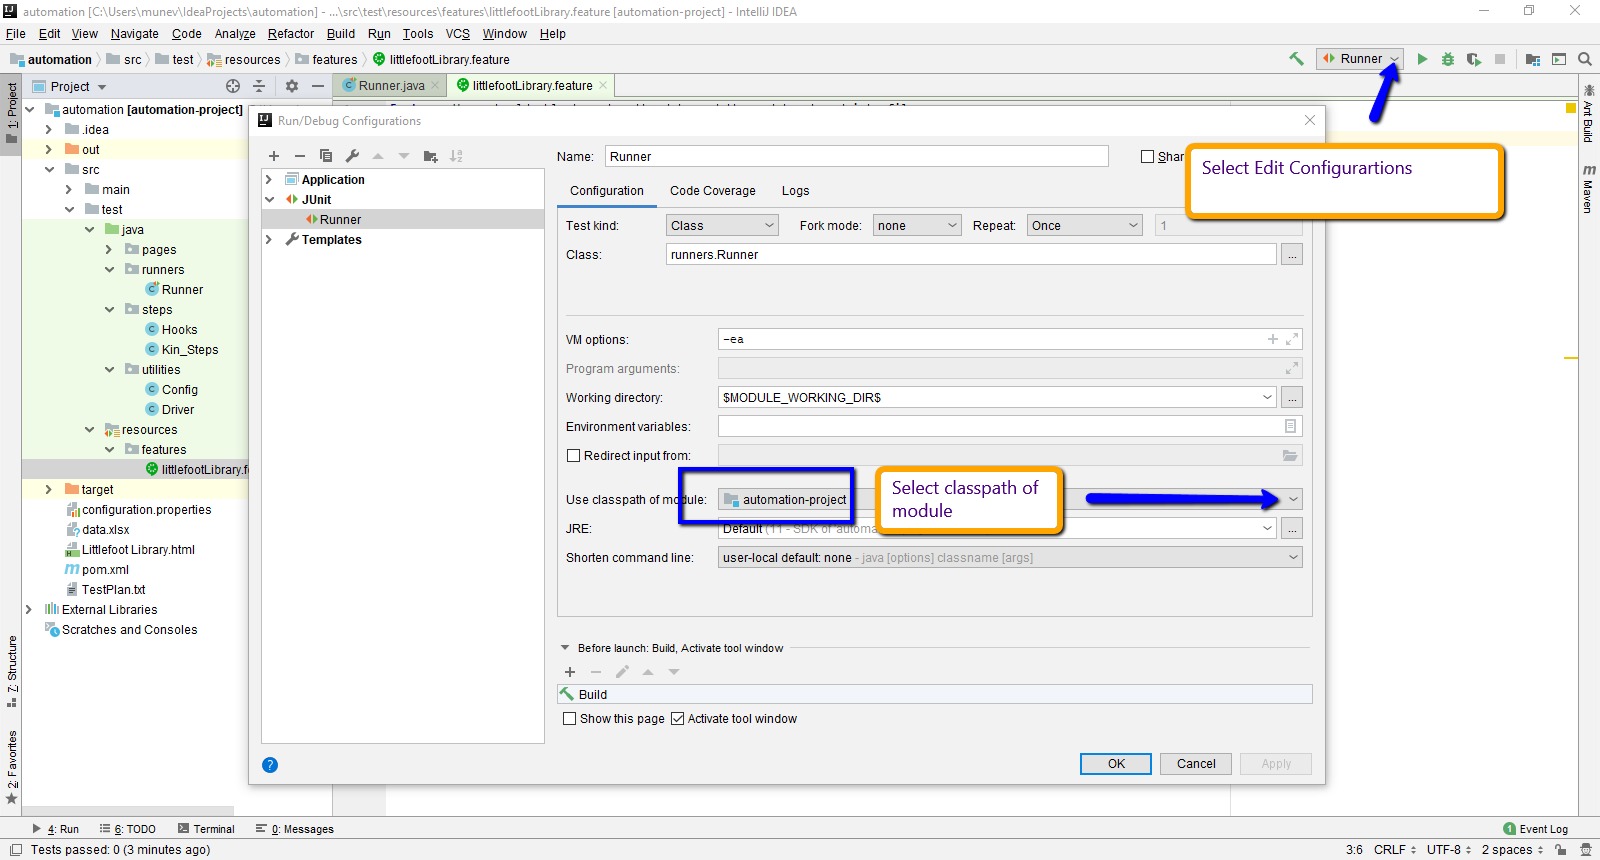 automation [C:\Users\munev\IdeaProjects\automation] - ...\src\test\resources\features\littlefootLibrary.feature [automation-project] - IntelliJ IDEA
File Edit View Navigate Code Analyze Refactor Build Run Tools VCS Window Help
automation src test resources features littlefootLibrary.feature
Runner
Project
Runner.java
littlefootLibrary.feature
1: Project
7: Structure
2: Favorites
automation [automation-project]
.idea
out
src
main
test
java
pages
runners
Runner
steps
Hooks
Kin_Steps
utilities
Config
Driver
resources
features
littlefootLibrary.fe
target
configuration.properties
data.xlsx
Littlefoot Library.html
pom.xml
TestPlan.txt
External Libraries
Scratches and Consoles
Run/Debug Configurations
Application
JUnit
Runner
Templates
Name: Runner
Shar
Select Edit Configurartions
Configuration Code Coverage Logs
Test kind: Class Fork mode: none Repeat: Once 1
Class: runners.Runner ...
VM options: -ea
Program arguments:
Working directory: $MODULE_WORKING_DIR$ ...
Environment variables:
Redirect input from:
Use classpath of module: automation-project
Select classpath of
module
JRE: Default (11 - SDK of 'automa ...
Shorten command line: user-local default: none - java [options] classname [args]
Before launch: Build, Activate tool window
Build
Show this page Activate tool window
?
OK Cancel Apply
Ant Build
m
Maven
4: Run 6: TODO Terminal 0: Messages
1 Event Log
Tests passed: 0 (3 minutes ago)
3:6 CRLF UTF-8 2 spaces